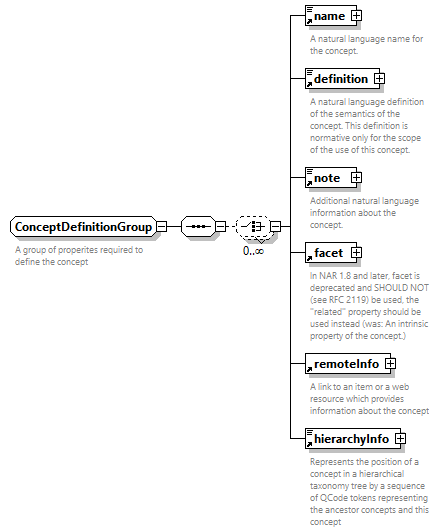 name
A natural language name for
the concept.
definition
A natural language definition
of the semantics of the
concept. This definition is
normative only for the scope
of the use of this concept.
note
Additional natural language
information about the
concept.
ConceptDefinitionGroup
A group of properites required to
define the concept
0..∞
facet
In NAR 1.8 and later, facet is
deprecated and SHOULD NOT
(see RFC 2119) be used, the
"related" property should be
used instead (was: An intrinsic
property of the concept.)
remoteInfo
A link to an item or a web
resource which provides
information about the concept
hierarchyInfo
Represents the position of a
concept in a hierarchical
taxonomy tree by a sequence
of QCode tokens representing
the ancestor concepts and this
concept